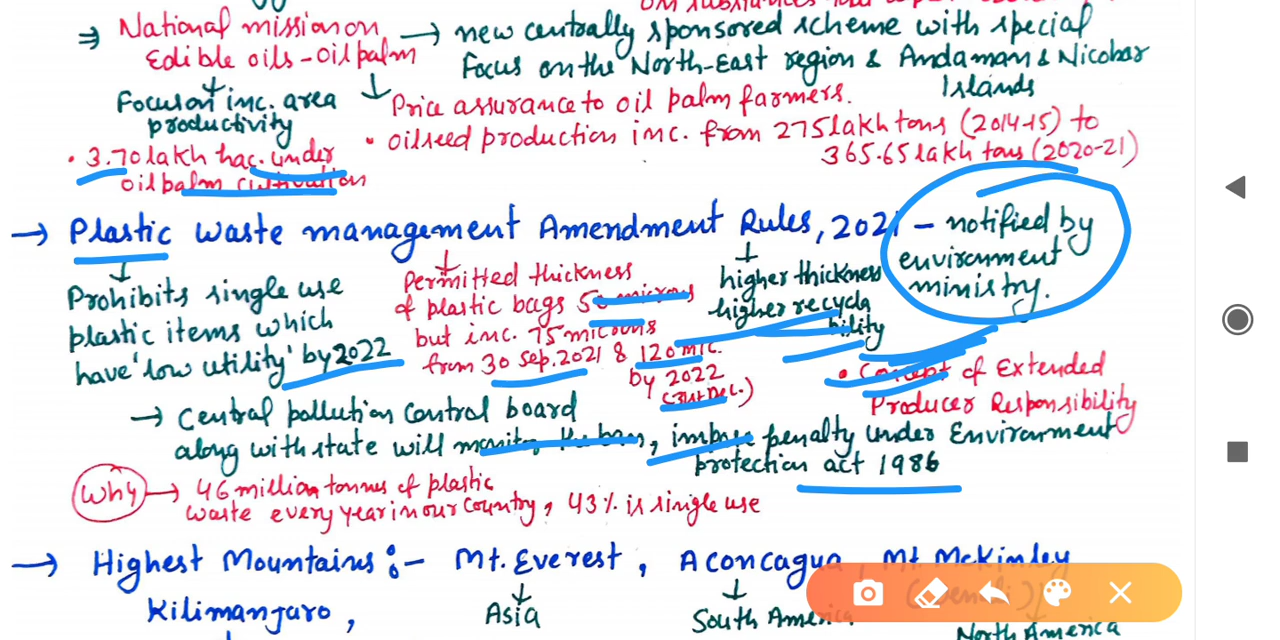 ⇒ National mission on → new centrally sponsored scheme with special
Edible oils - oil palm
Focus on the North-East region & Andaman & Nicobar
Islands
Focus on inc. area
productivity
Price assurance to oil palm farmers.
• oilseed production inc. from 275 lakh tons (2014-15) to
365.65 lakh tons (2020-21)
• 3.70 lakh hac. under
oil palm cultivation
→ Plastic waste management Amendment Rules, 2021 - notified by
environment
ministry.
Prohibits single use
plastic items which
have 'low utility' by 2022
Permitted thickness
of plastic bags 50 microns
but inc. 75 microns
from 30 Sep. 2021 & 120 mic.
by 2022
(31st Dec.)
higher thickness
higher recycla
bility
• Concept of Extended
Producer Responsibility
→ Central pollution control board
along with state will monitor the ban, impose penalty under Environment
protection act 1986
Why → 46 million tonnes of plastic
waste every year in our country, 43% is single use
→ Highest Mountains :- Mt. Everest, Aconcagua, Mt. McKinley
Kilimanjaro,
Asia
South America
North America